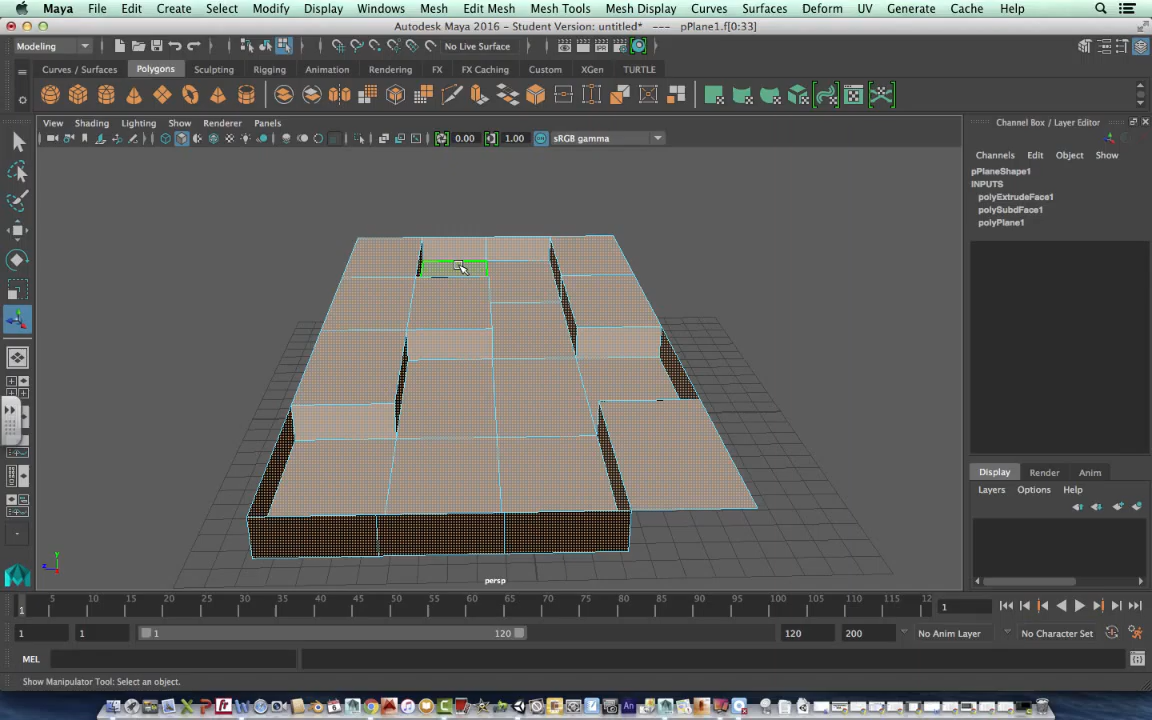 Maya File Edit Create Select Modify Display Windows Mesh Edit Mesh Mesh Tools Mesh Display Curves Surfaces Deform UV Generate Cache Help
Autodesk Maya 2016 - Student Version: untitled* --- pPlane1.f[0:33]
Modeling No Live Surface
Curves / Surfaces Polygons Sculpting Rigging Animation Rendering FX FX Caching Custom XGen TURTLE
View Shading Lighting Show Renderer Panels
0.00 1.00 ON sRGB gamma
Channel Box / Layer Editor
Channels Edit Object Show
pPlaneShape1
INPUTS
polyExtrudeFace1
polySubdFace1
polyPlane1
persp
Display Render Anim
Layers Options Help
1 5 10 15 20 25 30 35 40 45 50 55 60 65 70 75 80 85 90 95 100 105 110 115 12 1
1 1 1 120 120 200 No Anim Layer No Character Set
MEL
Show Manipulator Tool: Select an object.